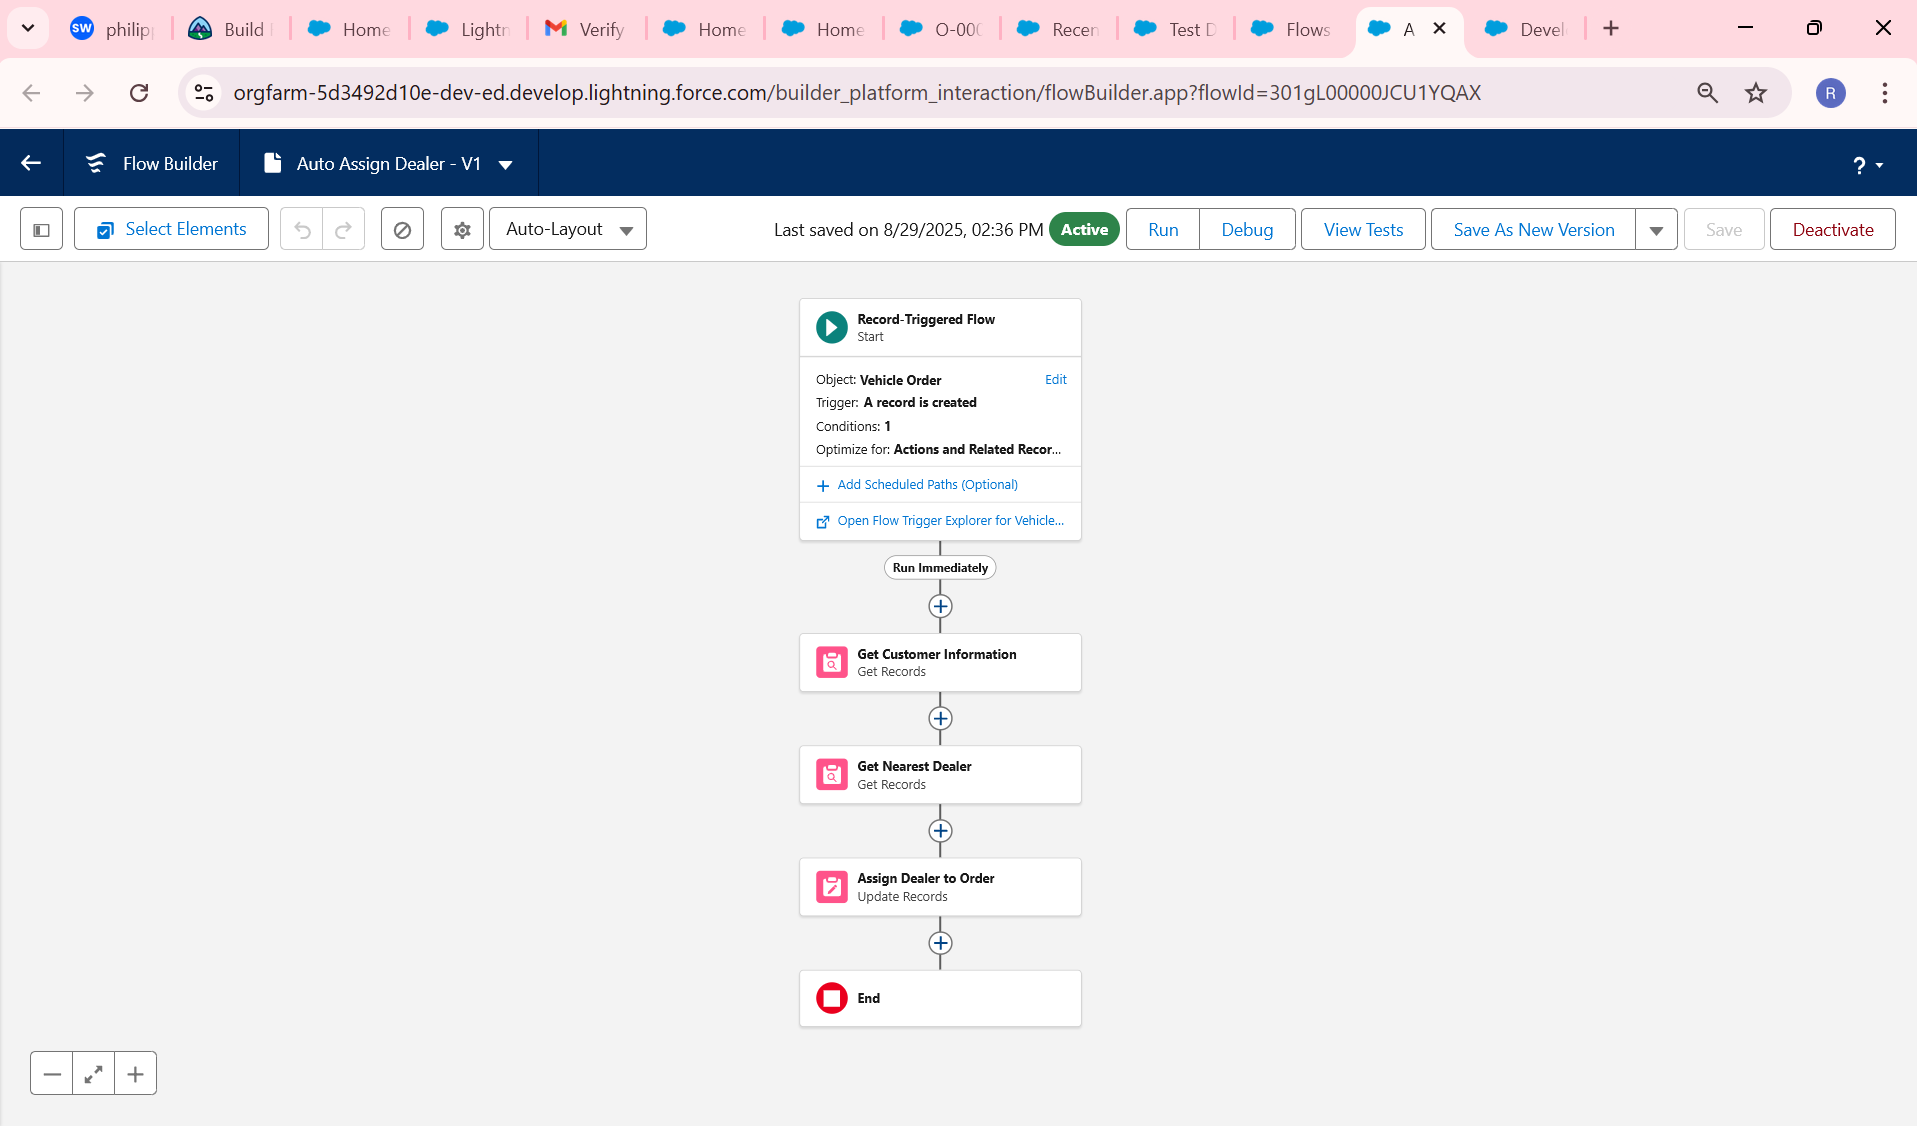 SW philipp
Build
Home
Lightn
Verify
Home
Home
O-000
Recen
Test D
Flows
A
Devel
orgfarm-5d3492d10e-dev-ed.develop.lightning.force.com/builder_platform_interaction/flowBuilder.app?flowId=301gL00000JCU1YQAX
R
Flow Builder
Auto Assign Dealer - V1
?
Select Elements
Auto-Layout
Last saved on 8/29/2025, 02:36 PM
Active
Run
Debug
View Tests
Save As New Version
Save
Deactivate
Record-Triggered Flow
Start
Object: Vehicle Order
Edit
Trigger: A record is created
Conditions: 1
Optimize for: Actions and Related Recor...
Add Scheduled Paths (Optional)
Open Flow Trigger Explorer for Vehicle...
Run Immediately
Get Customer Information
Get Records
Get Nearest Dealer
Get Records
Assign Dealer to Order
Update Records
End